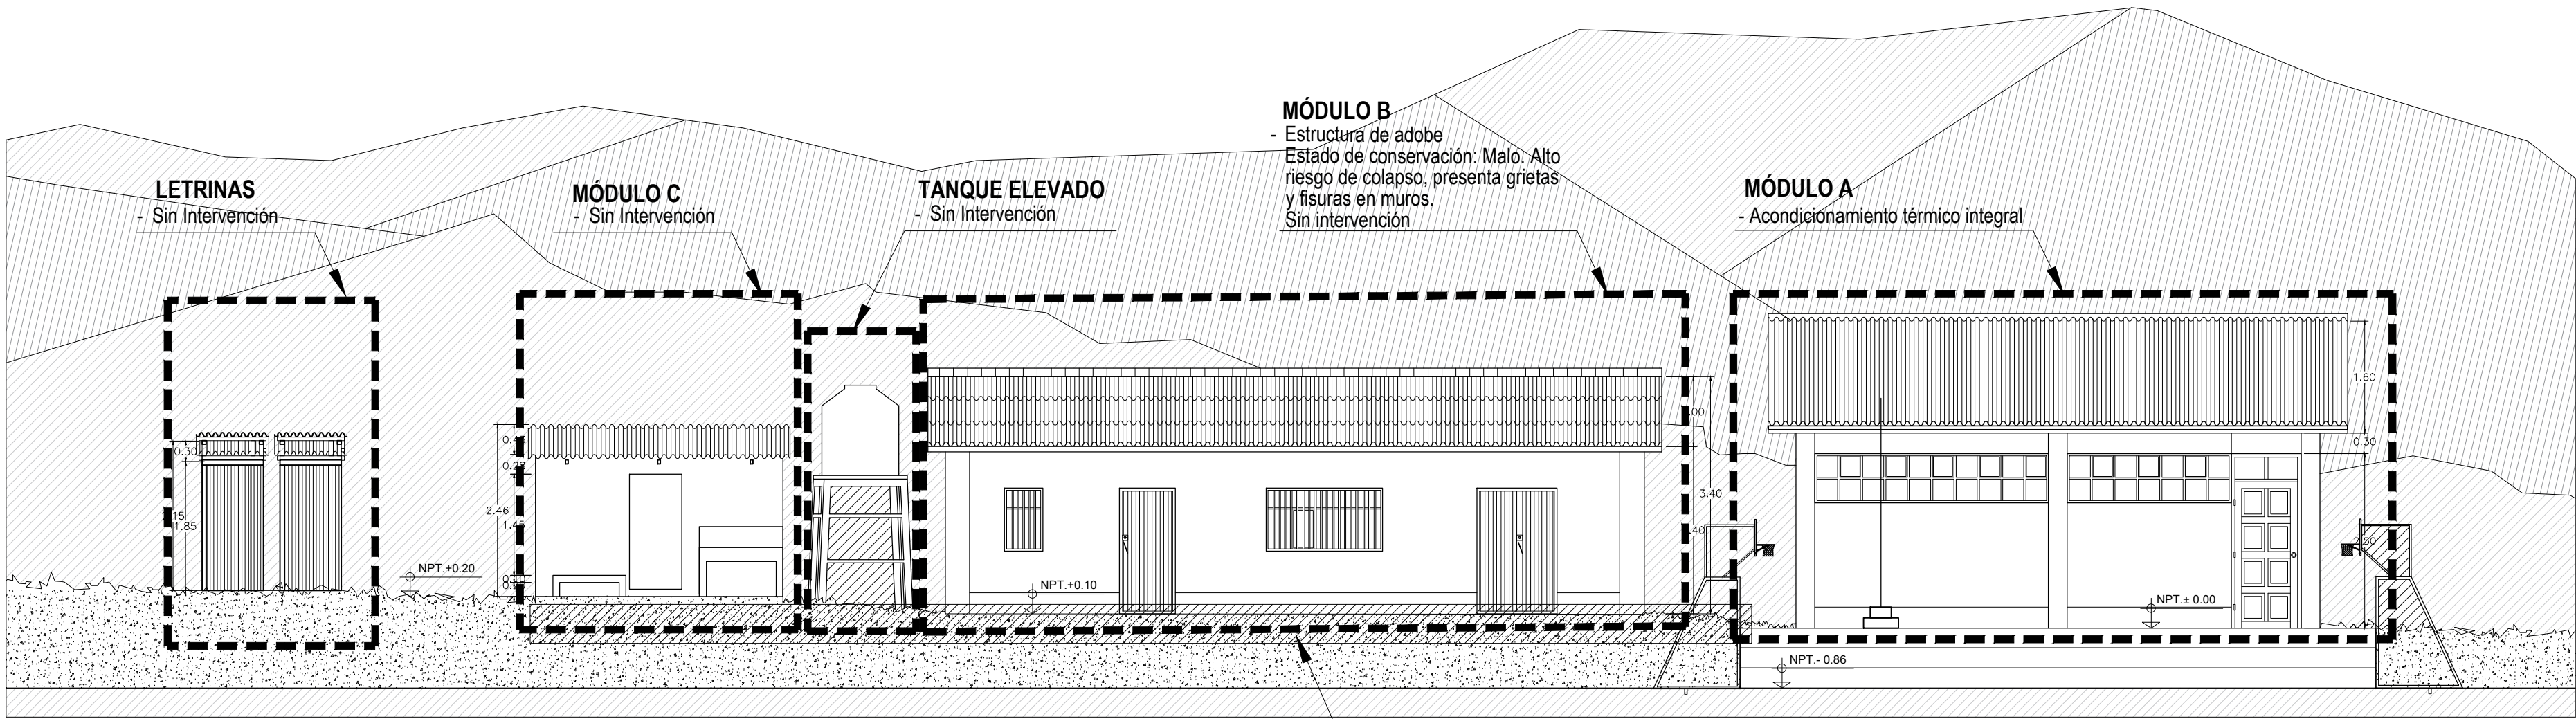 MÓDULO B
- Estructura de adobe
Estado de conservación: Malo. Alto
riesgo de colapso, presenta grietas
y fisuras en muros.
Sin intervención
LETRINAS
- Sin Intervención
MÓDULO C
- Sin Intervención
TANQUE ELEVADO
- Sin Intervención
MÓDULO A
- Acondicionamiento térmico integral
1.60
0.30
2.50
0.30
1.85
2.46
0.28
3.40
NPT.+0.20
NPT.+0.10
NPT.± 0.00
NPT.- 0.86